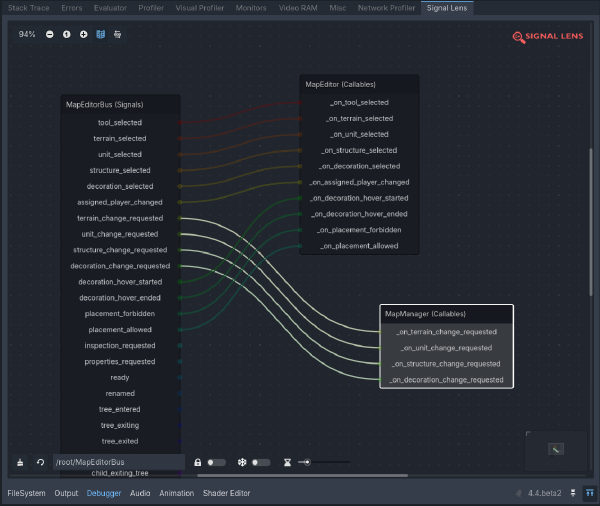 Stack Trace Errors Evaluator Profiler Visual Profiler Monitors Video RAM Misc Network Profiler Signal Lens
94%
SIGNAL LENS
MapEditorBus (Signals)
tool_selected
terrain_selected
unit_selected
structure_selected
decoration_selected
assigned_player_changed
terrain_change_requested
unit_change_requested
structure_change_requested
decoration_change_requested
decoration_hover_started
decoration_hover_ended
placement_forbidden
placement_allowed
inspection_requested
properties_requested
ready
renamed
tree_entered
tree_exiting
tree_exited
child_exiting_tree
MapEditor (Callables)
_on_tool_selected
_on_terrain_selected
_on_unit_selected
_on_structure_selected
_on_decoration_selected
_on_assigned_player_changed
_on_decoration_hover_started
_on_decoration_hover_ended
_on_placement_forbidden
_on_placement_allowed
MapManager (Callables)
_on_terrain_change_requested
_on_unit_change_requested
_on_structure_change_requested
_on_decoration_change_requested
/root/MapEditorBus
FileSystem Output Debugger Audio Animation Shader Editor 4.4.beta2